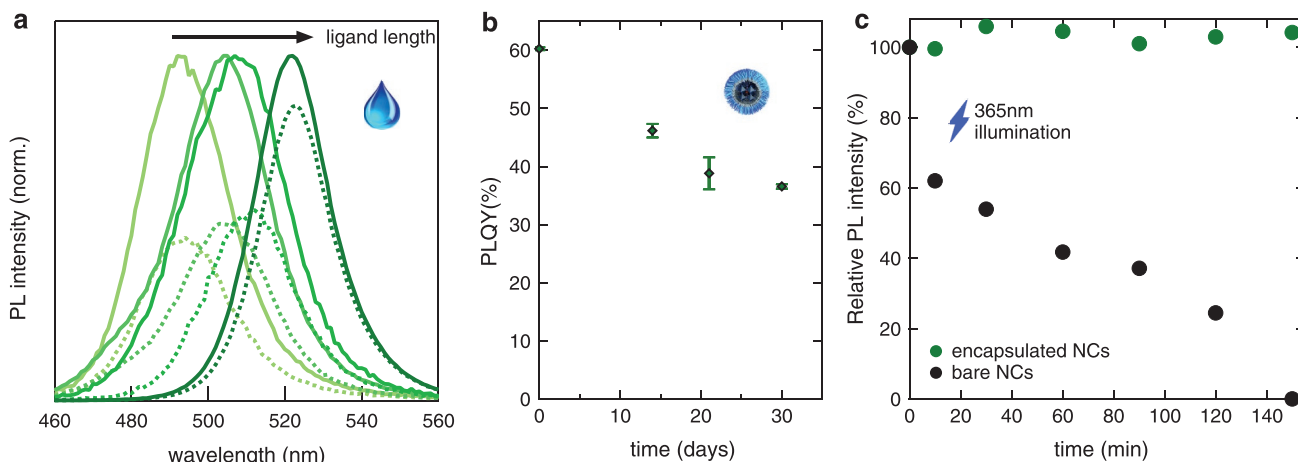 a
ligand length
PL intensity (norm.)
460 480 500 520 540 560
wavelength (nm)
b
60
50
40
30
20
10
0
PLQY(%)
0 10 20 30
time (days)
c
100
80
60
40
20
0
Relative PL intensity (%)
365nm
illumination
encapsulated NCs
bare NCs
0 20 40 60 80 100 120 140
time (min)